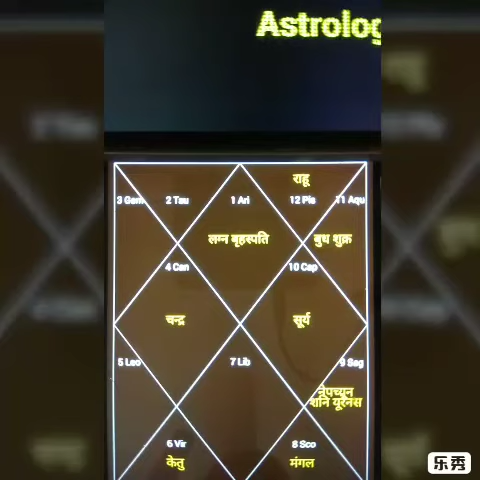 Astrolog
राहू
3 Gem 2 Tau 1 Ari 12 Pis 11 Aqu
लग्न बृहस्पति बुध शुक्र
4 Can 10 Cap
चन्द्र सूर्य
5 Leo 7 Lib 9 Sag
नेपच्यून
शनि यूरेनस
6 Vir 8 Sco
केतु मंगल
乐秀